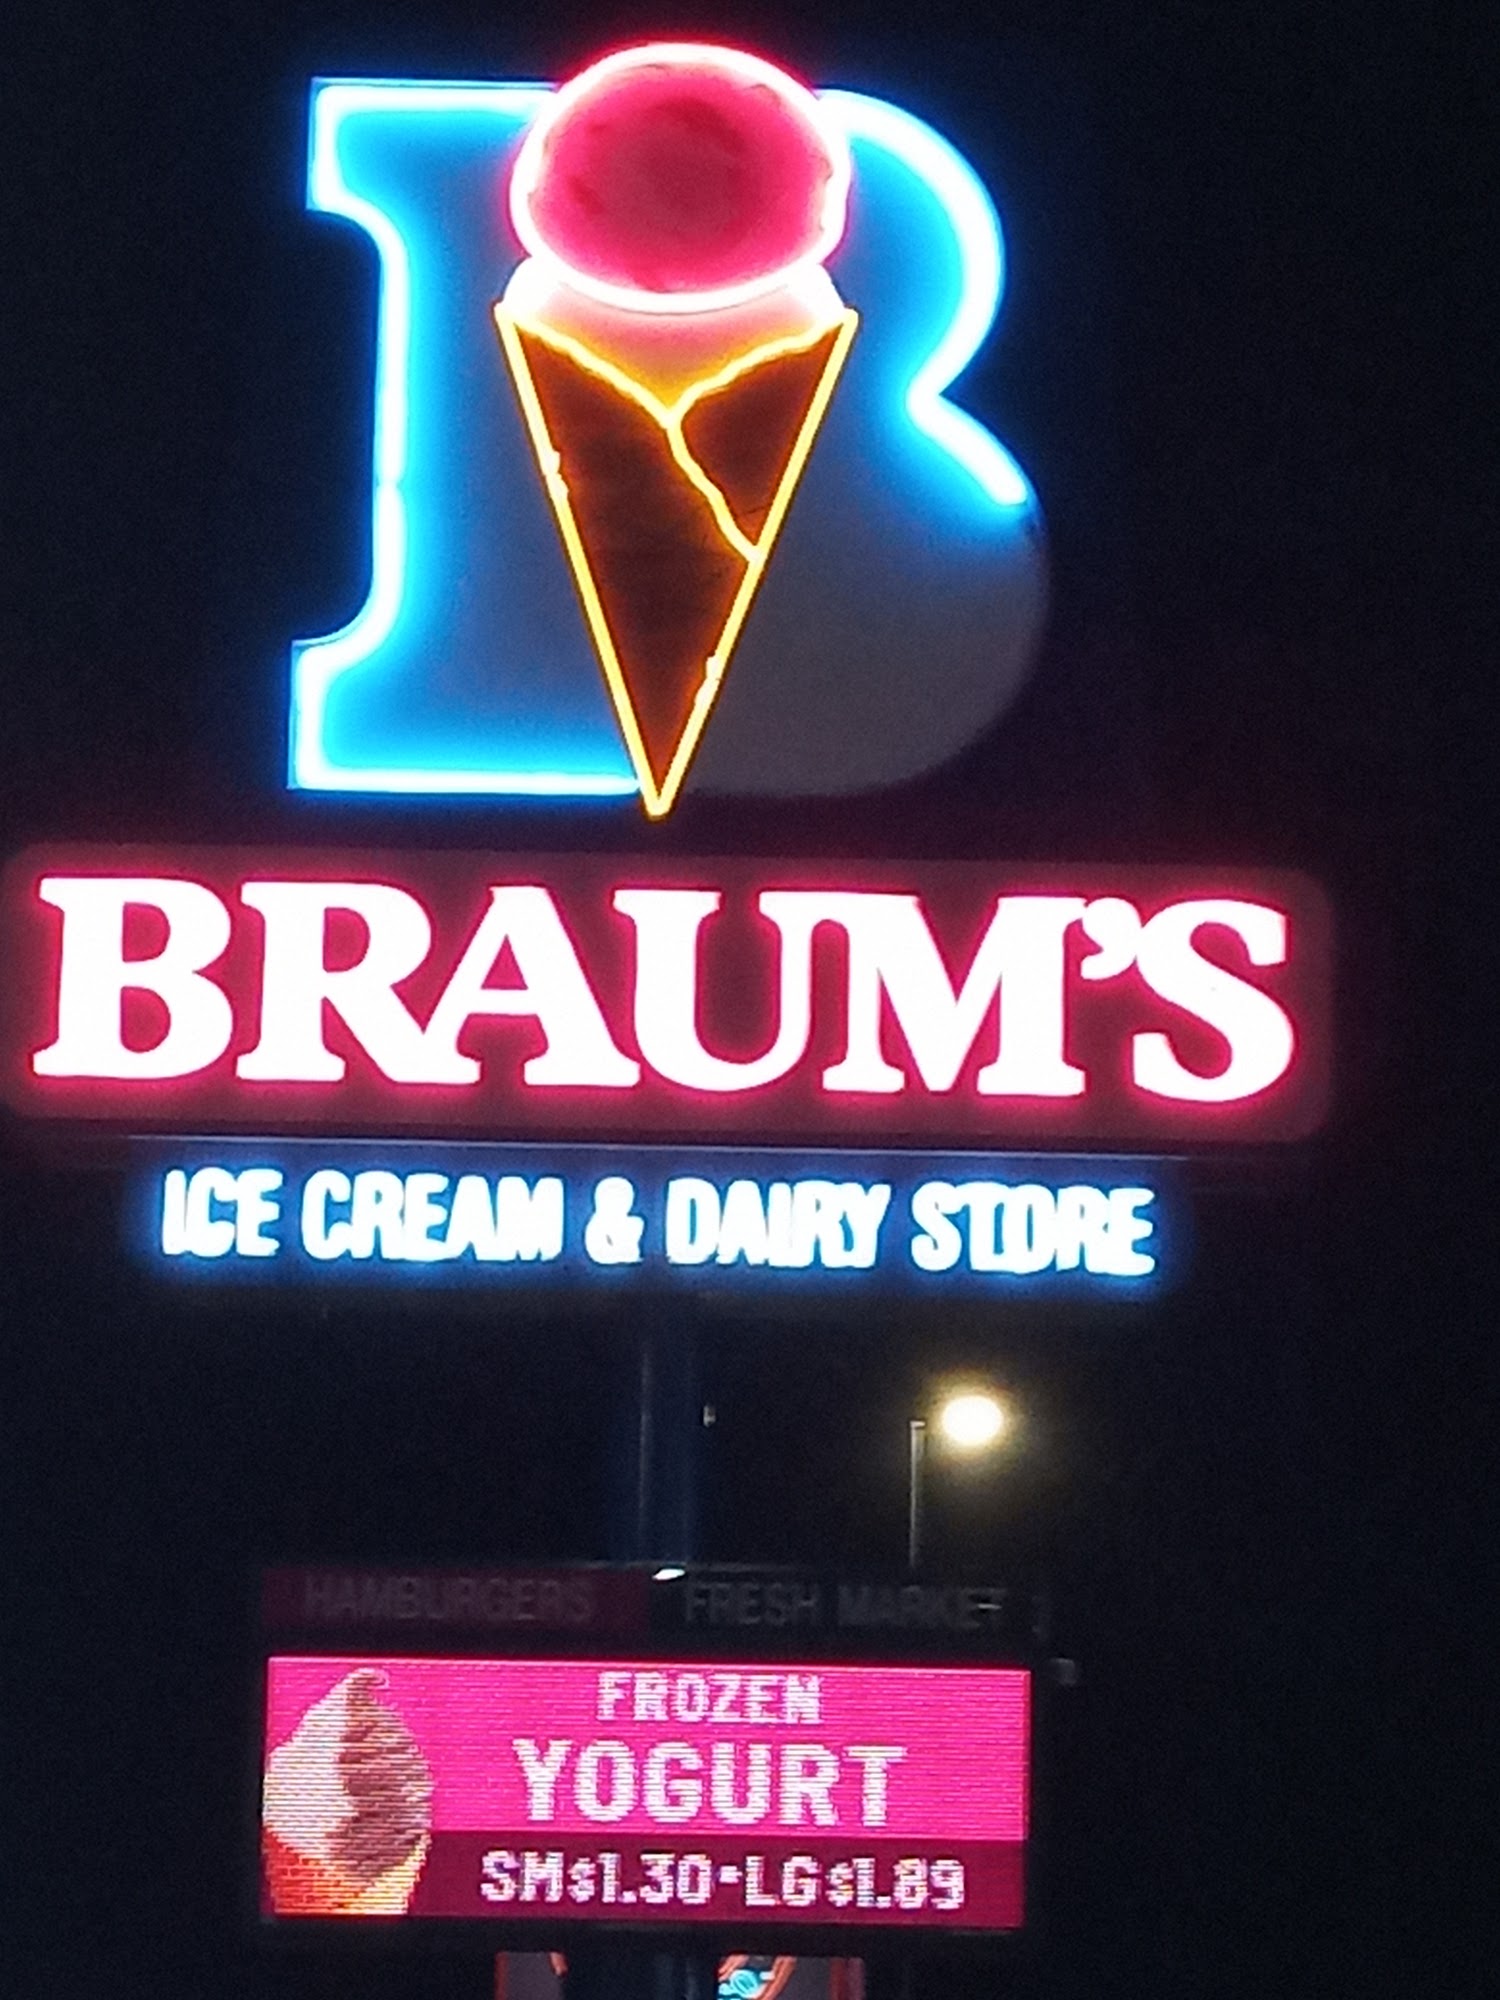 B
BRAUM'S
ICE CREAM & DAIRY STORE
HAMBURGERS FRESH MARKET
FROZEN
YOGURT
SM$1.30•LG$1.89